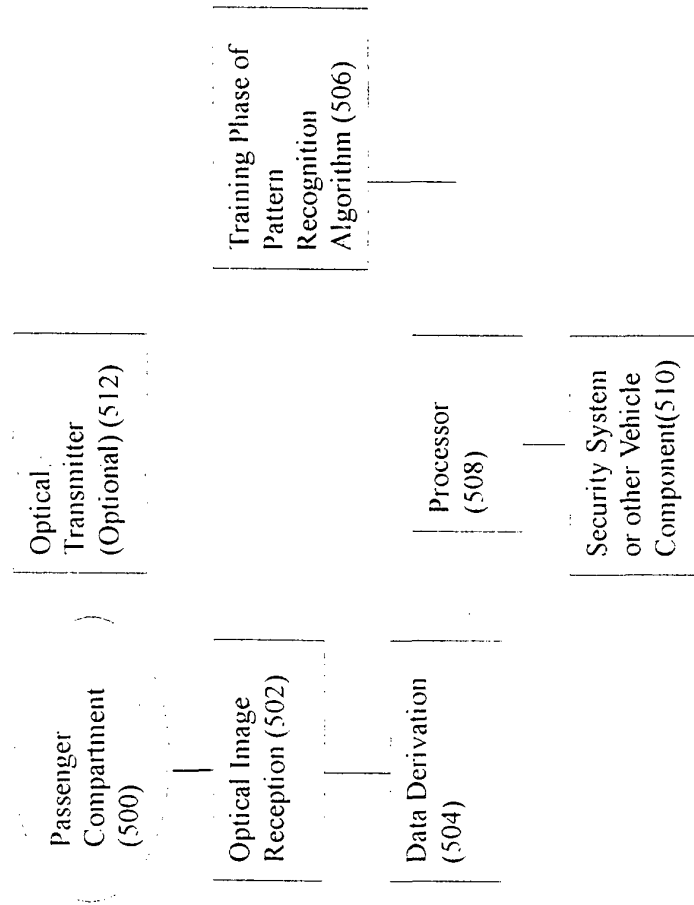 Passenger
Compartment
(500)
Optical
Transmitter
(Optional) (512)
Optical Image
Reception (502)
Training Phase of
Pattern
Recognition
Algorithm (506)
Data Derivation
(504)
Processor
(508)
Security System
or other Vehicle
Component(510)